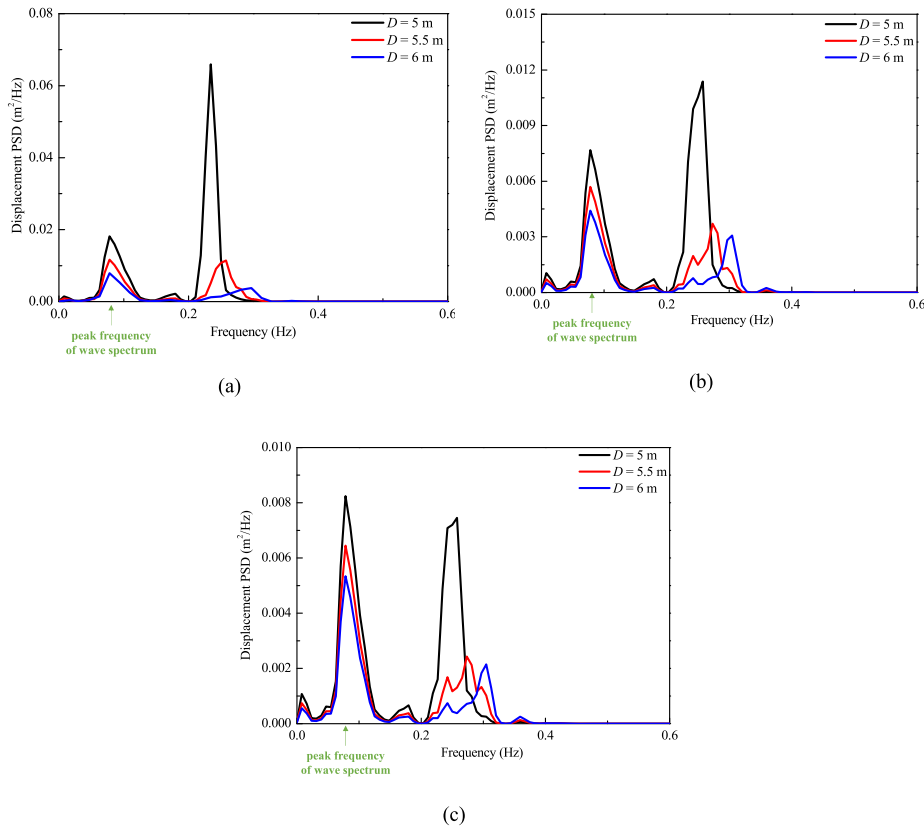 0.08
0.06
0.04
0.02
0.00
0.0
0.2
0.4
0.6
Displacement PSD (m²/Hz)
Frequency (Hz)
D = 5 m
D = 5.5 m
D = 6 m
peak frequency
of wave spectrum
(a)
0.015
0.012
0.009
0.006
0.003
0.000
0.0
0.2
0.4
0.6
Displacement PSD (m²/Hz)
Frequency (Hz)
D = 5 m
D = 5.5 m
D = 6 m
peak frequency
of wave spectrum
(b)
0.010
0.008
0.006
0.004
0.002
0.000
0.0
0.2
0.4
0.6
Displacement PSD (m²/Hz)
Frequency (Hz)
D = 5 m
D = 5.5 m
D = 6 m
peak frequency
of wave spectrum
(c)